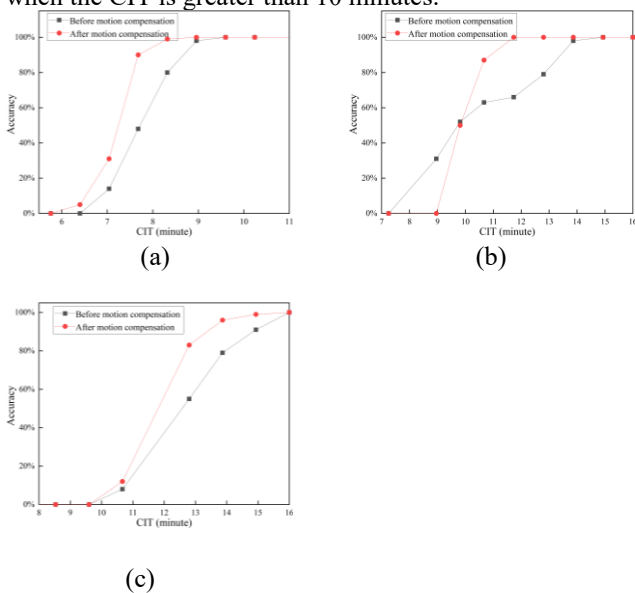 when the CIT is greater than 10 minutes.
Before motion compensation
After motion compensation
100%
80%
60%
40%
20%
0%
Accuracy
6 7 8 9 10 11
CIT (minute)
(a)
Before motion compensation
After motion compensation
100%
80%
60%
40%
20%
0%
Accuracy
7 8 9 10 11 12 13 14 15 16
CIT (minute)
(b)
Before motion compensation
After motion compensation
100%
80%
60%
40%
20%
0%
Accuracy
8 9 10 11 12 13 14 15 16
CIT (minute)
(c)